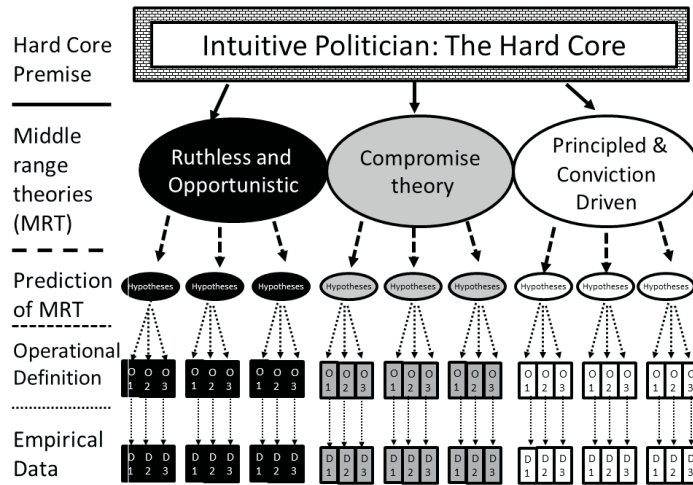 Hard Core
Premise
Intuitive Politician: The Hard Core
Middle
range
theories
(MRT)
Ruthless and
Opportunistic
Compromise
theory
Principled &
Conviction
Driven
Prediction
of MRT
Hypotheses Hypotheses Hypotheses Hypotheses Hypotheses Hypotheses Hypotheses Hypotheses Hypotheses
Operational
Definition
O O O O O O O O O O O O O O O O O O O O O O O O O O O
1 2 3 1 2 3 1 2 3 1 2 3 1 2 3 1 2 3 1 2 3 1 2 3 1 2 3
Empirical
Data
D D D D D D D D D D D D D D D D D D D D D D D D D D D
1 2 3 1 2 3 1 2 3 1 2 3 1 2 3 1 2 3 1 2 3 1 2 3 1 2 3